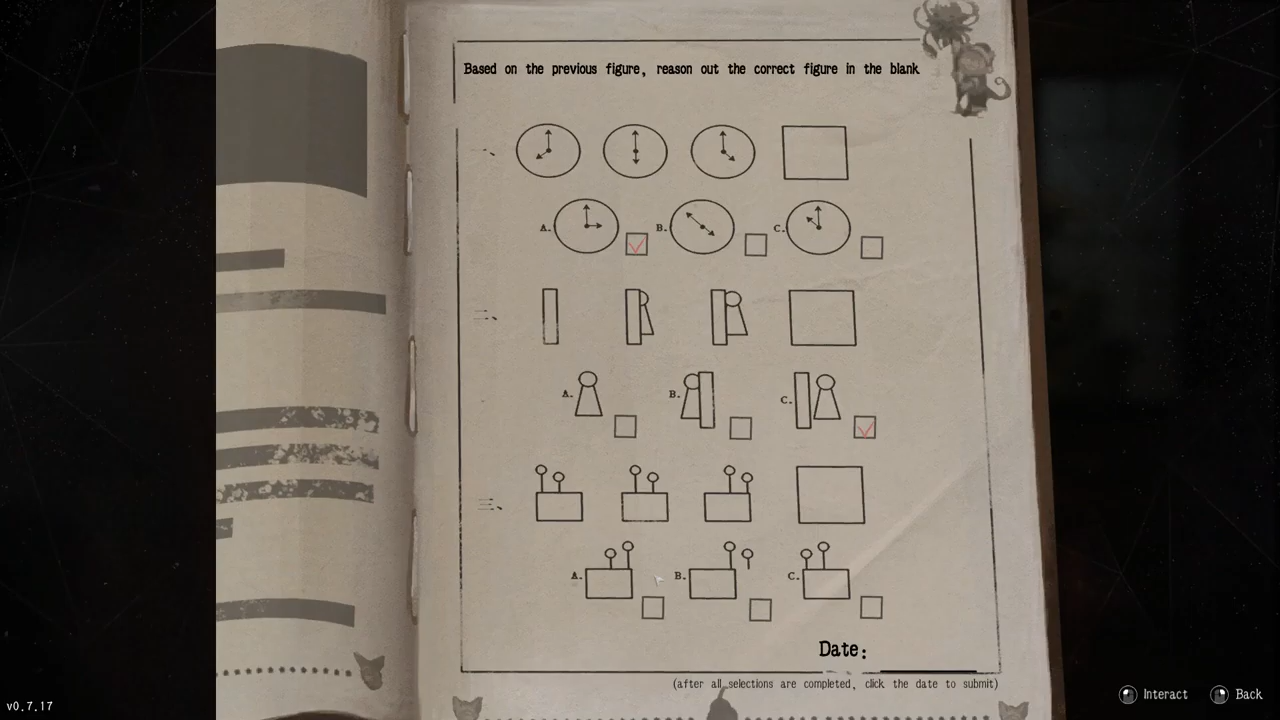 Based on the previous figure, reason out the correct figure in the blank
A.
B.
C.
A.
B.
C.
A.
B.
C.
Date:
(after all selections are completed, click the date to submit)
Interact
Back
v0.7.17